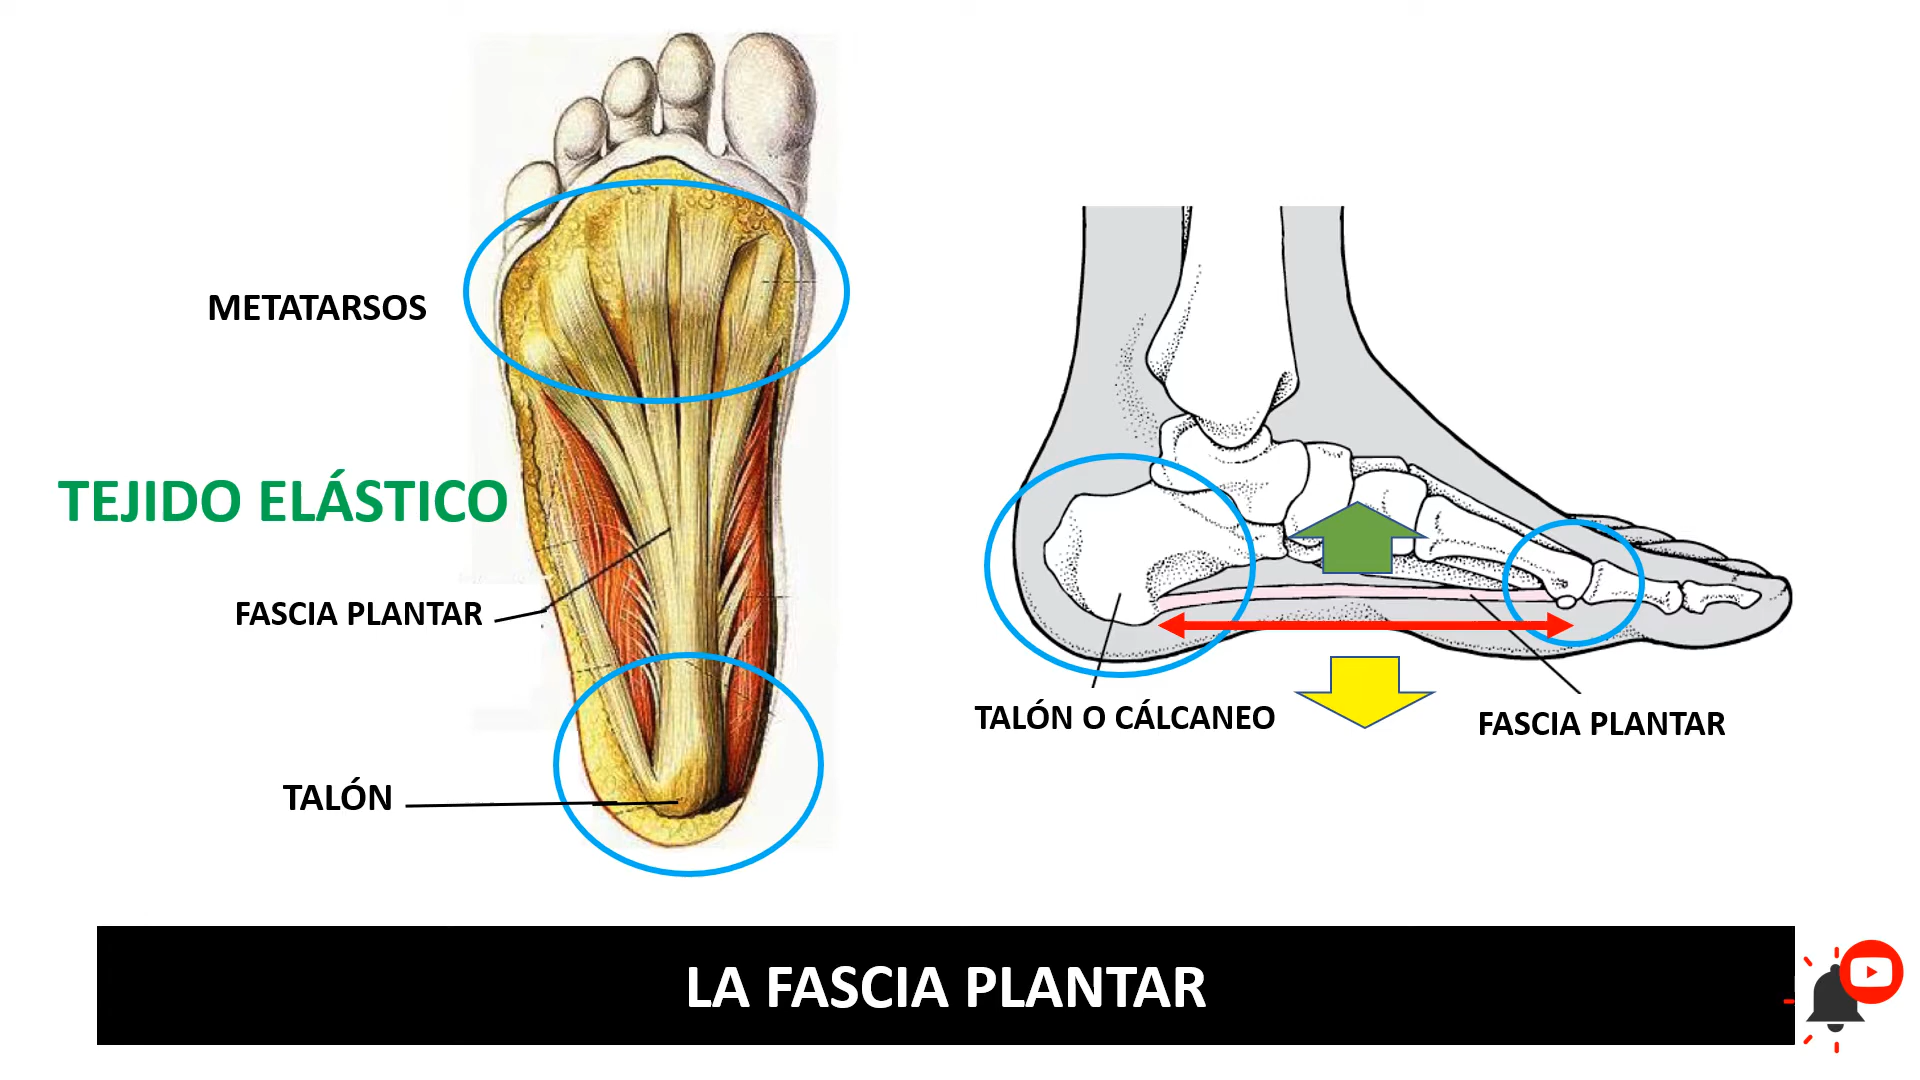 METATARSOS
TEJIDO ELÁSTICO
FASCIA PLANTAR
TALÓN
TALÓN O CÁLCANEO
FASCIA PLANTAR
LA FASCIA PLANTAR